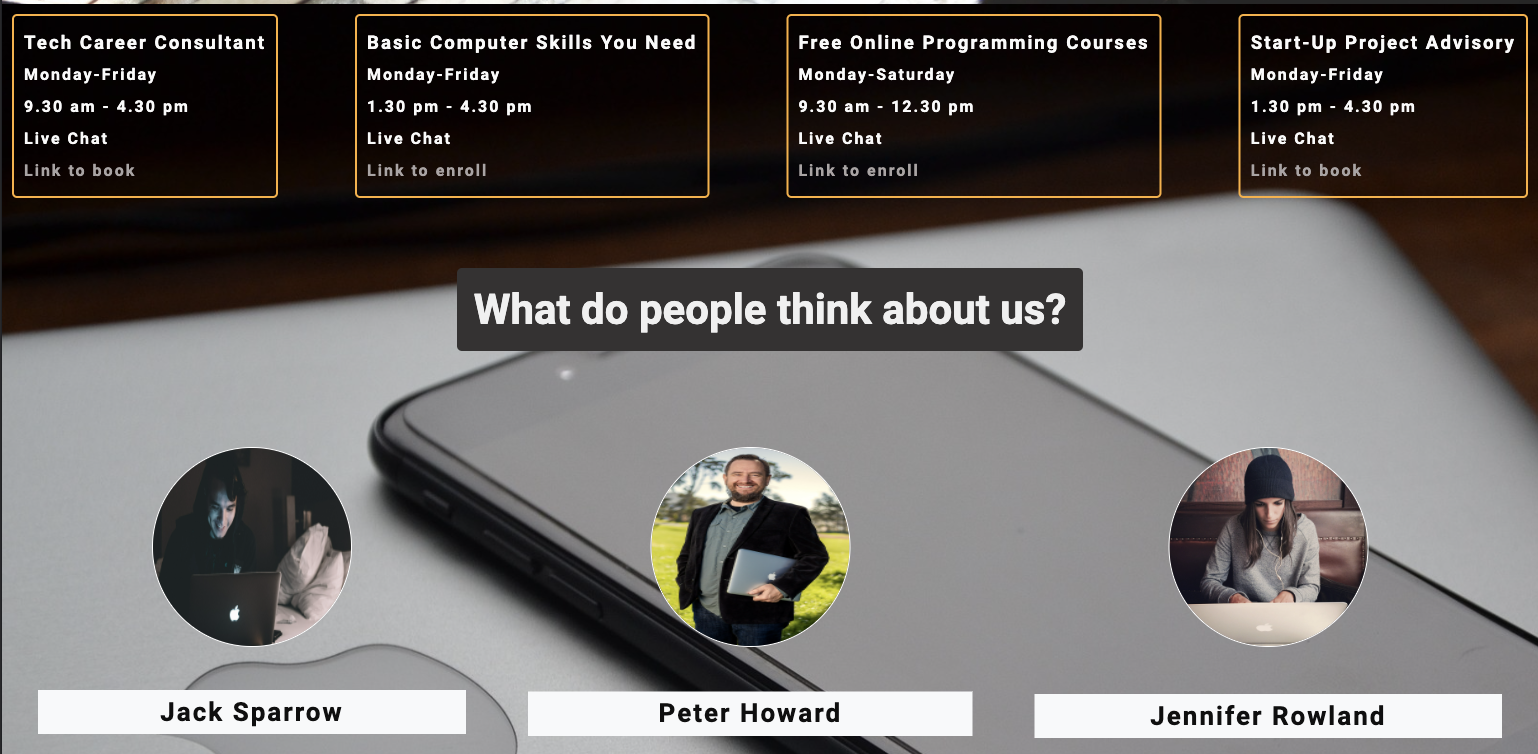 Tech Career Consultant
Monday-Friday
9.30 am - 4.30 pm
Live Chat
Link to book
Basic Computer Skills You Need
Monday-Friday
1.30 pm - 4.30 pm
Live Chat
Link to enroll
Free Online Programming Courses
Monday-Saturday
9.30 am - 12.30 pm
Live Chat
Link to enroll
Start-Up Project Advisory
Monday-Friday
1.30 pm - 4.30 pm
Live Chat
Link to book
What do people think about us?
Jack Sparrow
Peter Howard
Jennifer Rowland